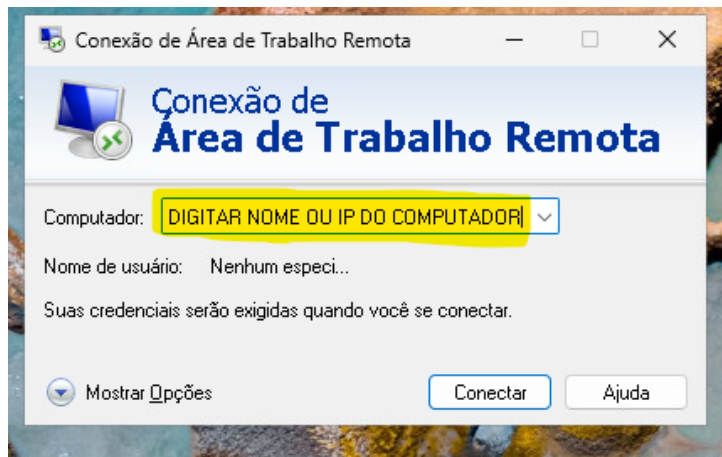 Conexão de Área de Trabalho Remota
Conexão de
Área de Trabalho Remota
Computador: DIGITAR NOME OU IP DO COMPUTADOR
Nome de usuário: Nenhum especi...
Suas credenciais serão exigidas quando você se conectar.
Mostrar Opções Conectar Ajuda